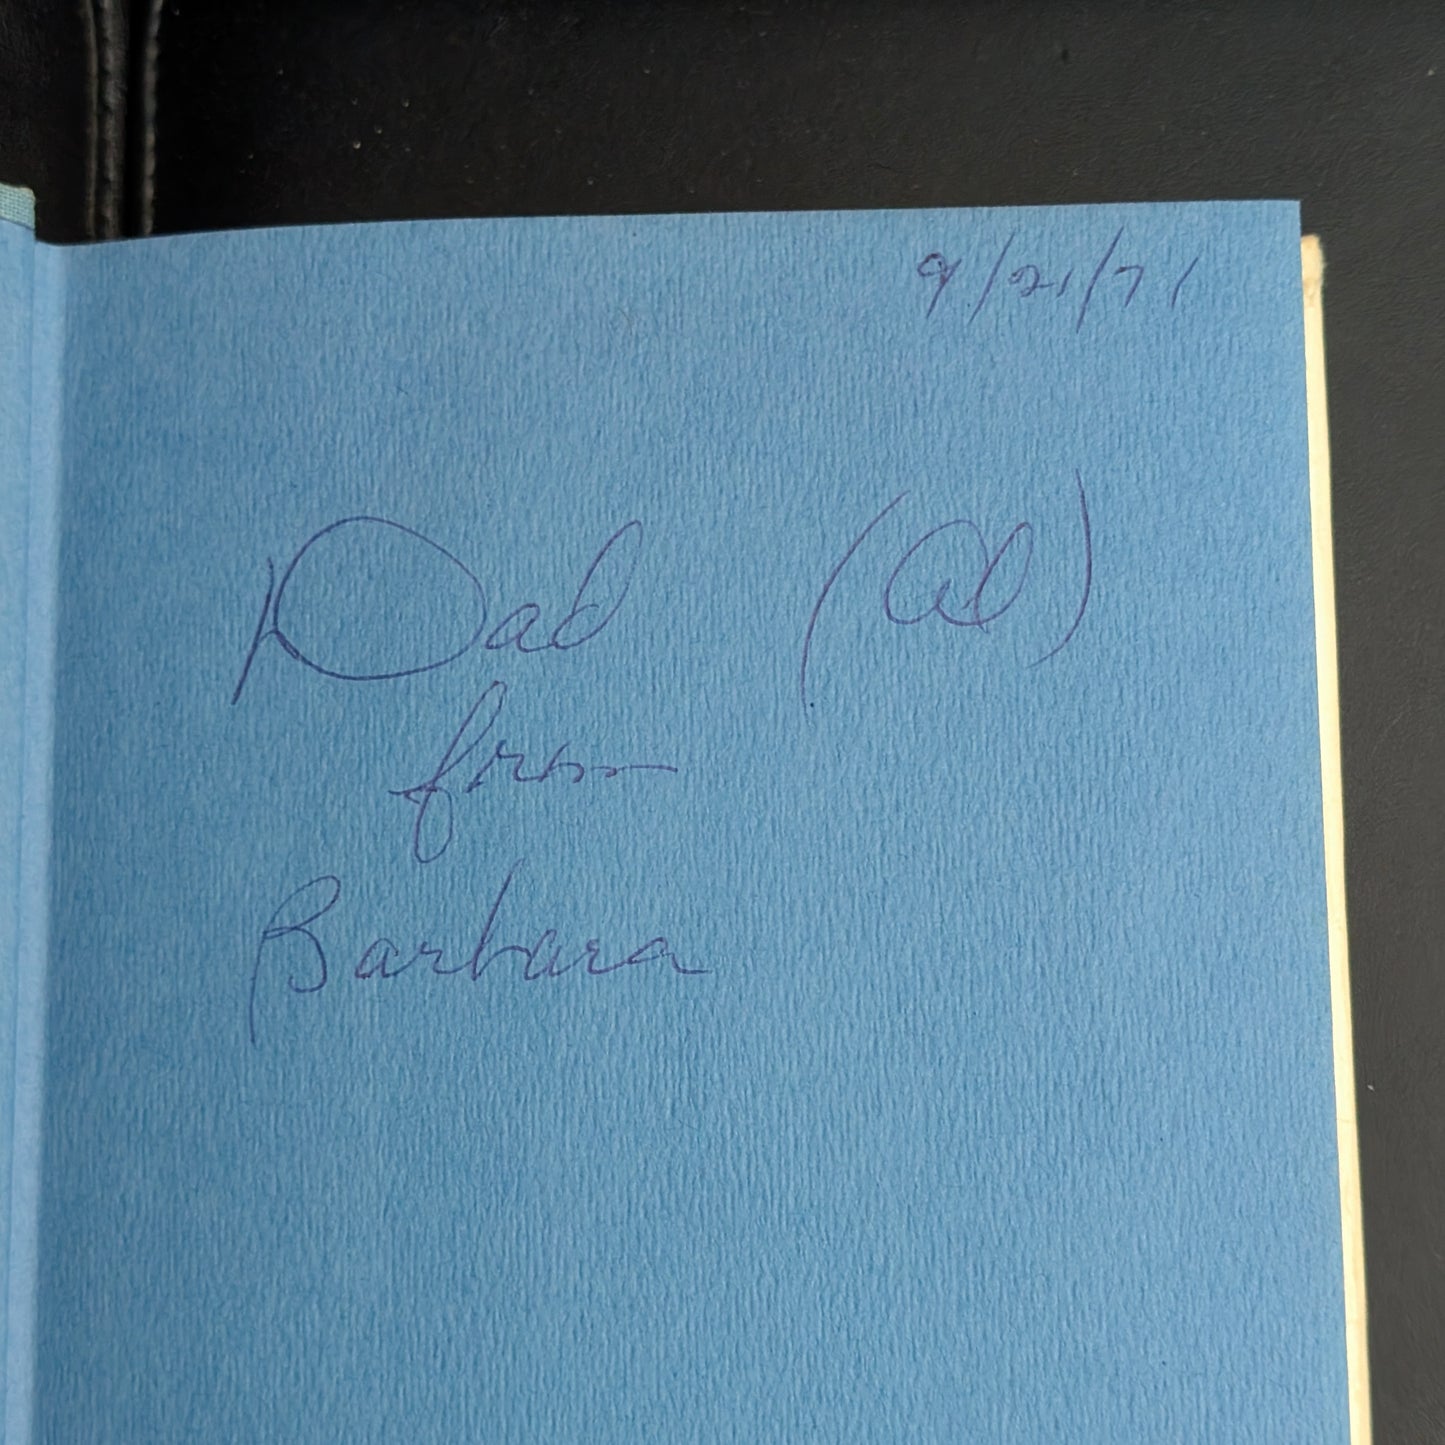 9/21/71
Dad (Al)
from
Barbara